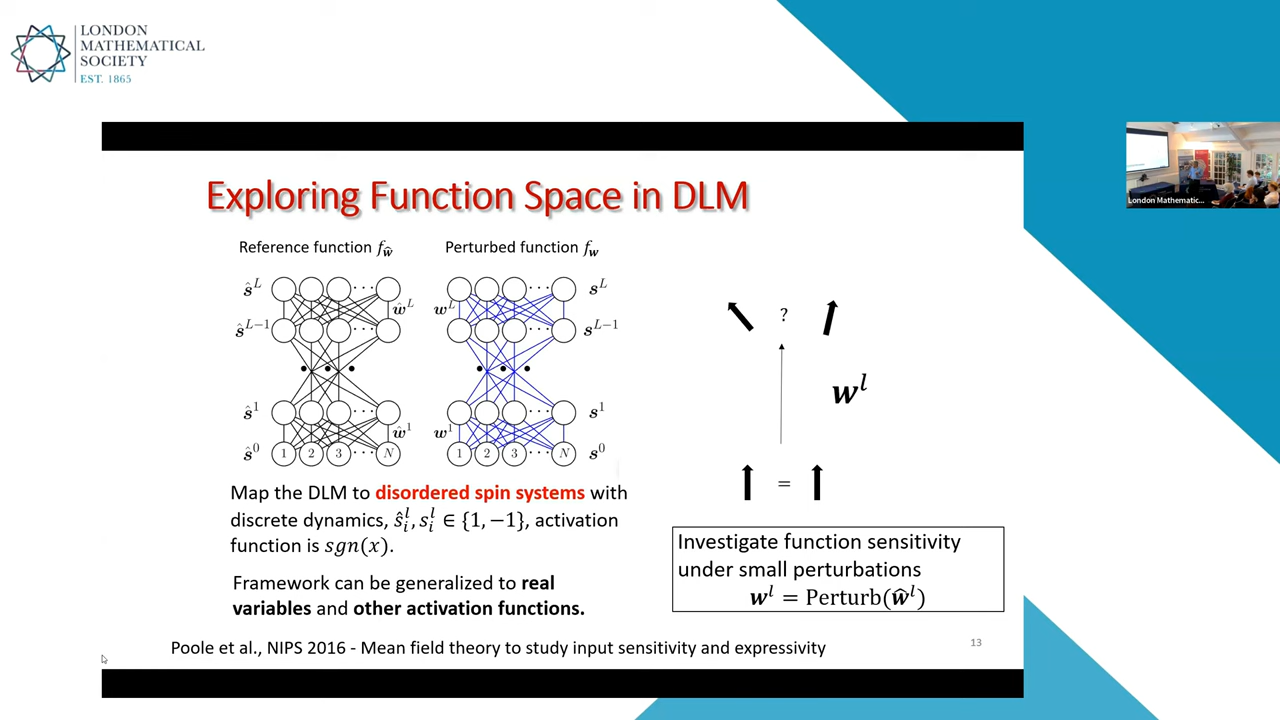 LONDON
MATHEMATICAL
SOCIETY
EST. 1865
London Mathematic...
Exploring Function Space in DLM
Reference function f_ŵ
Perturbed function f_w
ŝ^L
ŵ^L
w^L
s^L
?
ŝ^{L−1}
s^{L−1}
w^l
ŝ^1
ŵ^1
w^1
s^1
ŝ^0 1 2 3 N
1 2 3 N s^0
=
Map the DLM to disordered spin systems with
discrete dynamics, ŝ_i^l, s_i^l ∈ {1, −1}, activation
function is sgn(x).
Framework can be generalized to real
variables and other activation functions.
Investigate function sensitivity
under small perturbations
w^l = Perturb(ŵ^l)
Poole et al., NIPS 2016 - Mean field theory to study input sensitivity and expressivity
13